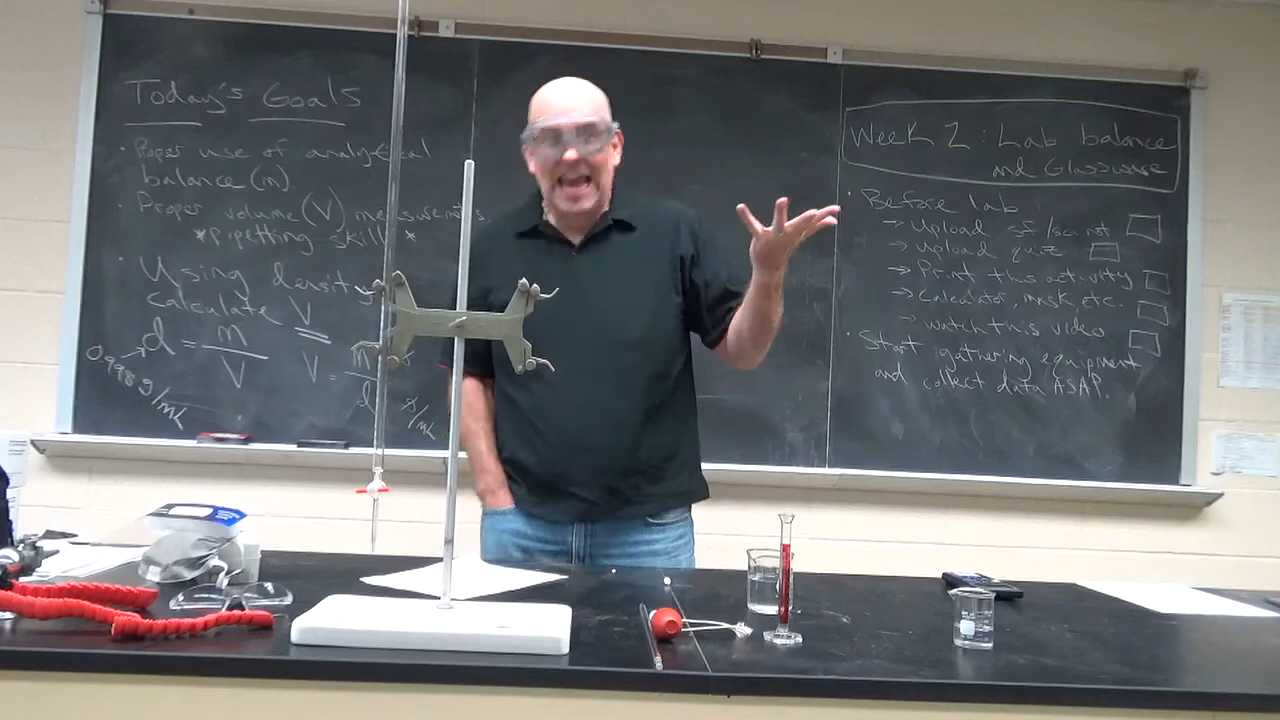 Today's Goals
• Proper use of analytical
balance (m)
• Proper volume (V) measurements.
*Pipetting skill*
• Using density
calculate V
d = m/V
V = m
d
0.998 g/mL
g/mL
Week 2: Lab balance
and Glassware
• Before lab
→ Upload
→ upload quiz
→ Print this activity
→ Calculator, mask, etc.
→ watch this video
• Start gathering equipment
and collect data ASAP.